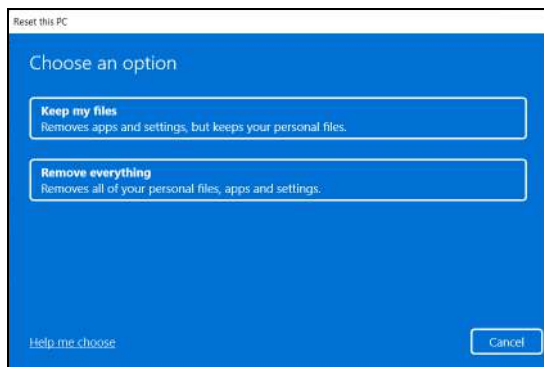 Reset this PC
Choose an option
Keep my files
Removes apps and settings, but keeps your personal files.
Remove everything
Removes all of your personal files, apps and settings.
Help me choose
Cancel